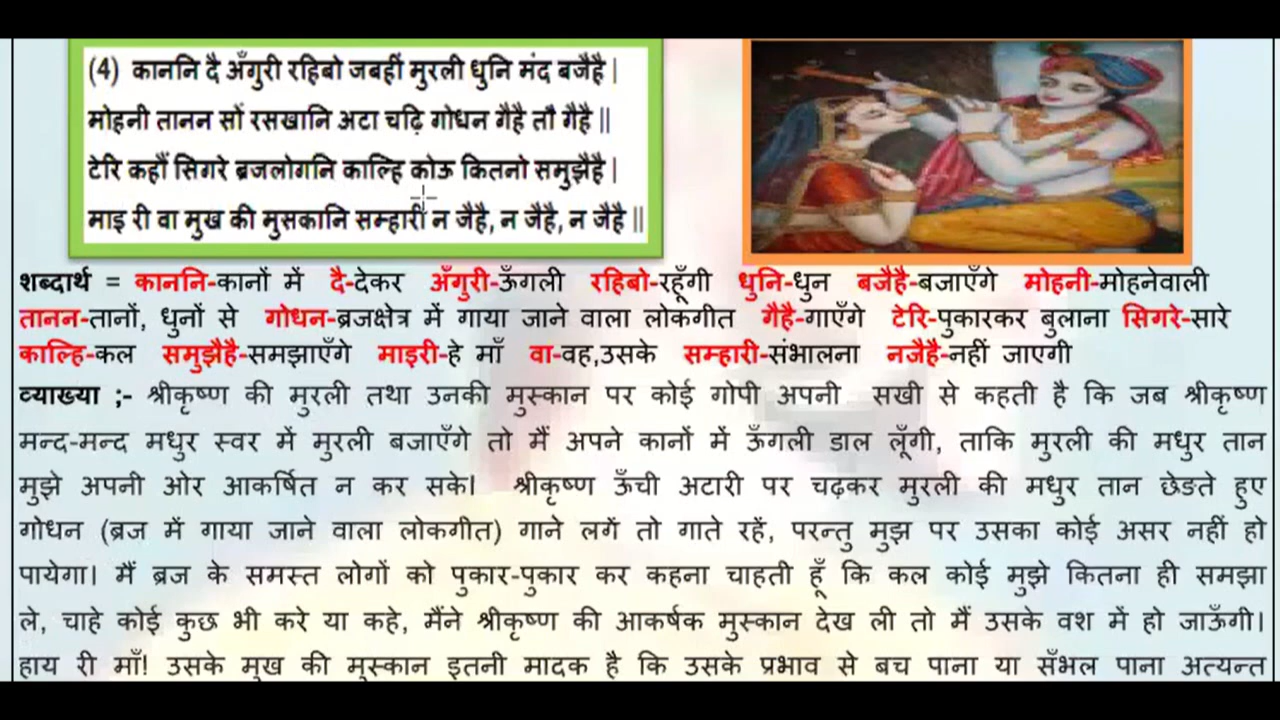 (4) काननि दै अँगुरी रहिबो जबहीं मुरली धुनि मंद बजैहै |
मोहनी तानन सों रसखानि अटा चढ़ि गोधन गैहै तौ गैहै ||
टेरि कहौं सिगरे ब्रजलोगनि काल्हि कोऊ कितनो समुझैहै |
माइ री वा मुख की मुसकानि सम्हारी न जैहै, न जैहै, न जैहै ||
शब्दार्थ = काननि-कानों में दै-देकर अँगुरी-ऊँगली रहिबो-रहूँगी धुनि-धुन बजैहै-बजाएँगे मोहनी-मोहनेवाली
तानन-तानों, धुनों से गोधन-ब्रजक्षेत्र में गाया जाने वाला लोकगीत गैहै-गाएँगे टेरि-पुकारकर बुलाना सिगरे-सारे
काल्हि-कल समुझैहै-समझाएँगे माइरी-हे माँ वा-वह,उसके सम्हारी-संभालना नजैहै-नहीं जाएगी
व्याख्या ;- श्रीकृष्ण की मुरली तथा उनकी मुस्कान पर कोई गोपी अपनी सखी से कहती है कि जब श्रीकृष्ण
मन्द-मन्द मधुर स्वर में मुरली बजाएँगे तो मैं अपने कानों में ऊँगली डाल लूँगी, ताकि मुरली की मधुर तान
मुझे अपनी ओर आकर्षित न कर सके। श्रीकृष्ण ऊँची अटारी पर चढ़कर मुरली की मधुर तान छेङते हुए
गोधन (ब्रज में गाया जाने वाला लोकगीत) गाने लगें तो गाते रहें, परन्तु मुझ पर उसका कोई असर नहीं हो
पायेगा। मैं ब्रज के समस्त लोगों को पुकार-पुकार कर कहना चाहती हूँ कि कल कोई मुझे कितना ही समझा
ले, चाहे कोई कुछ भी करे या कहे, मैंने श्रीकृष्ण की आकर्षक मुस्कान देख ली तो मैं उसके वश में हो जाऊँगी।
हाय री माँ! उसके मुख की मुस्कान इतनी मादक है कि उसके प्रभाव से बच पाना या सँभल पाना अत्यन्त